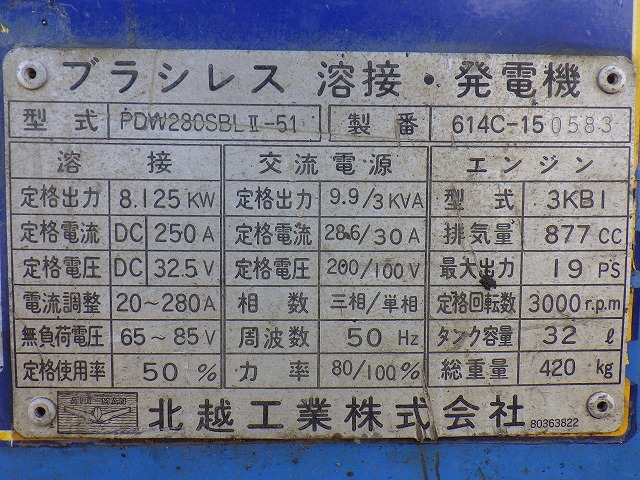 ブラシレス 溶接・発電機
型式 PDW280SBLⅡ-51 製番 614C-15 0583
溶接 交流電源 エンジン
定格出力 8.125 KW 定格出力 9.9/3 KVA 型式 3KB1
定格電流 DC 250 A 定格電流 28.6/30 A 排気量 877 CC
定格電圧 DC 32.5 V 定格電圧 200/100 V 最大出力 19 PS
電流調整 20~280 A 相数 三相/単相 定格回転数 3000 r.p.m
無負荷電圧 65~85 V 周波数 50 Hz タンク容量 32 ℓ
定格使用率 50 % 力率 80/100 % 総重量 420 kg
AIR MAN 北越工業株式会社 80363822